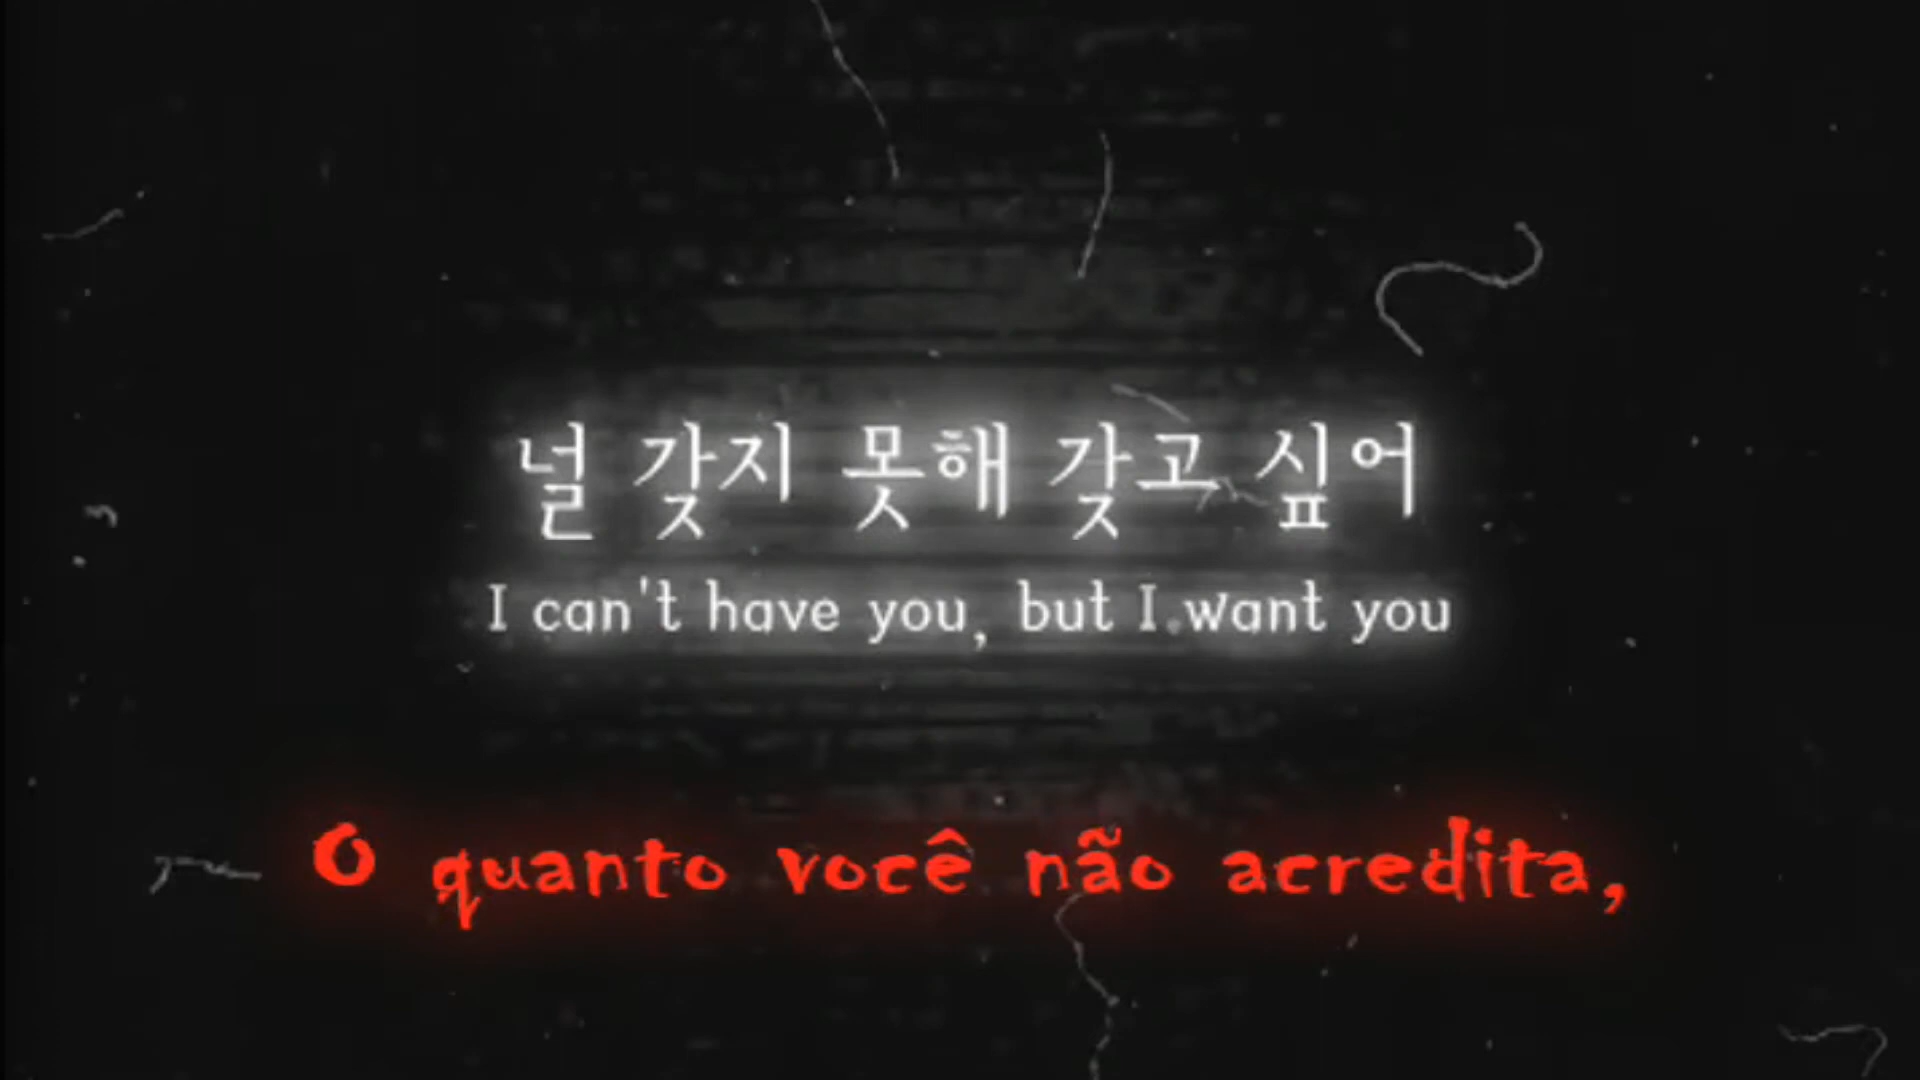 널 갖지 못해 갖고 싶어
I can't have you, but I want you
O quanto você não acredita,